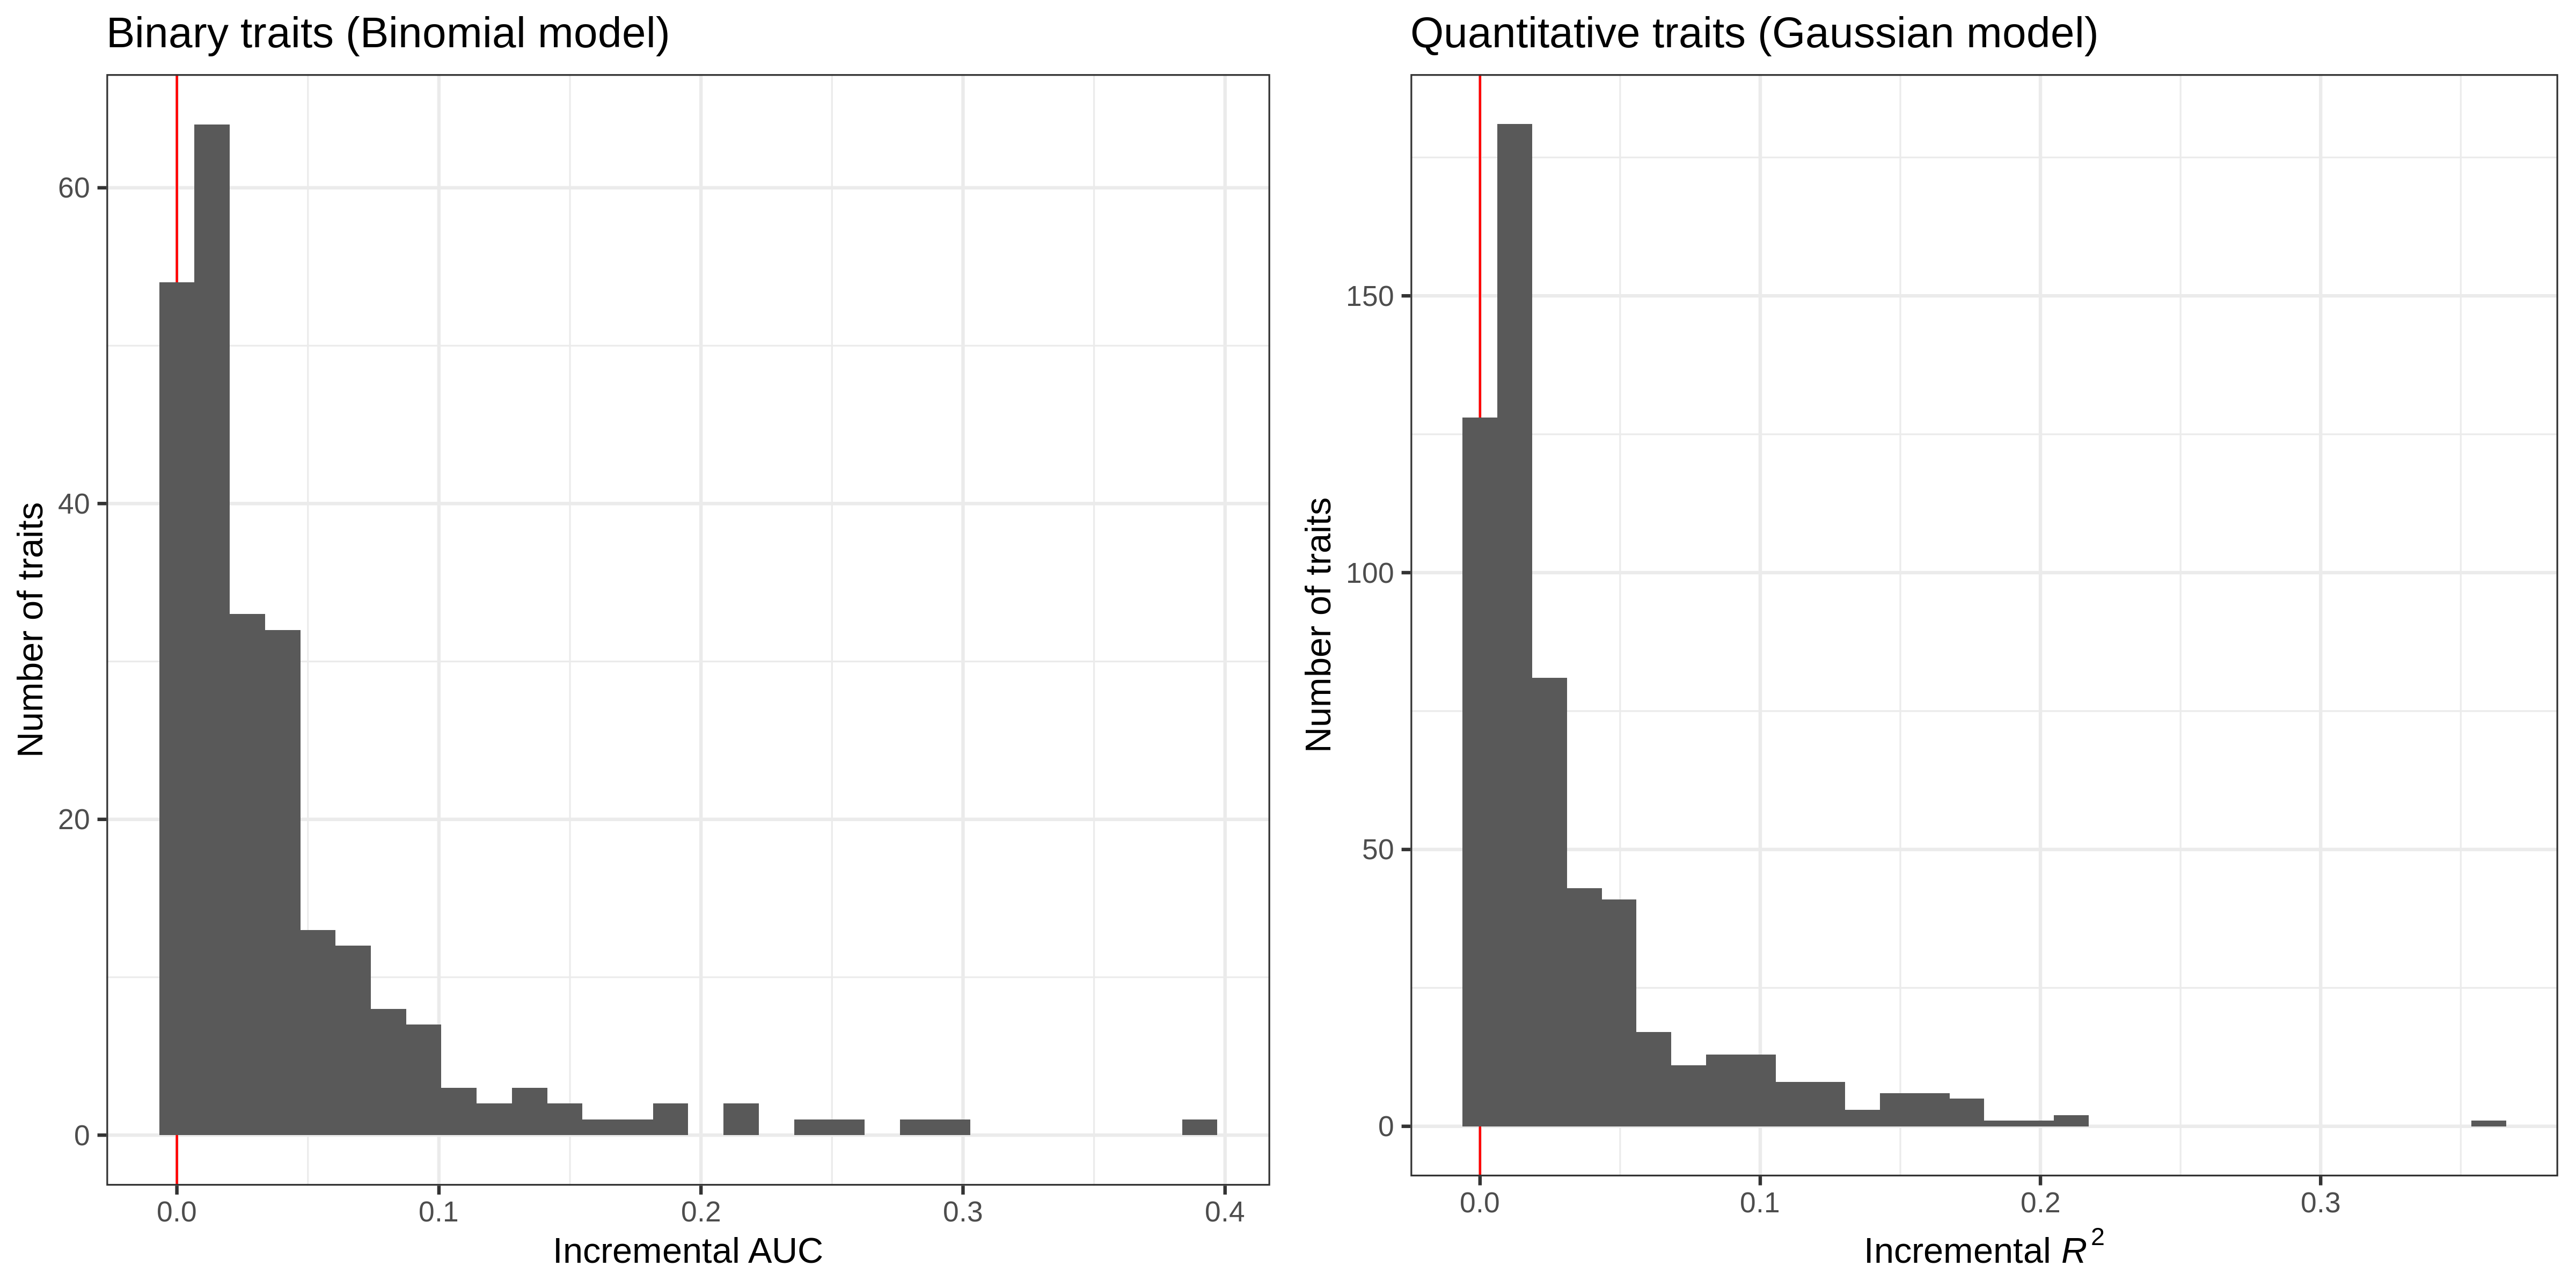 Binary traits (Binomial model)
Number of traits
60
40
20
0
0.0 0.1 0.2 0.3 0.4
Incremental AUC
Quantitative traits (Gaussian model)
Number of traits
150
100
50
0
0.0 0.1 0.2 0.3
Incremental R²